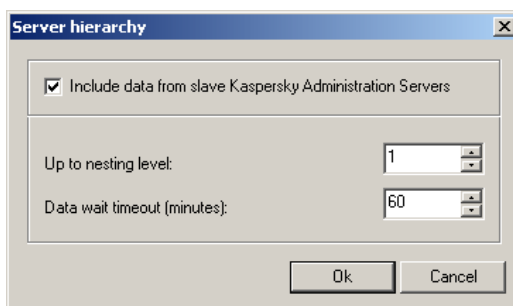 Server hierarchy
Include data from slave Kaspersky Administration Servers
Up to nesting level: 1
Data wait timeout (minutes): 60
Ok Cancel